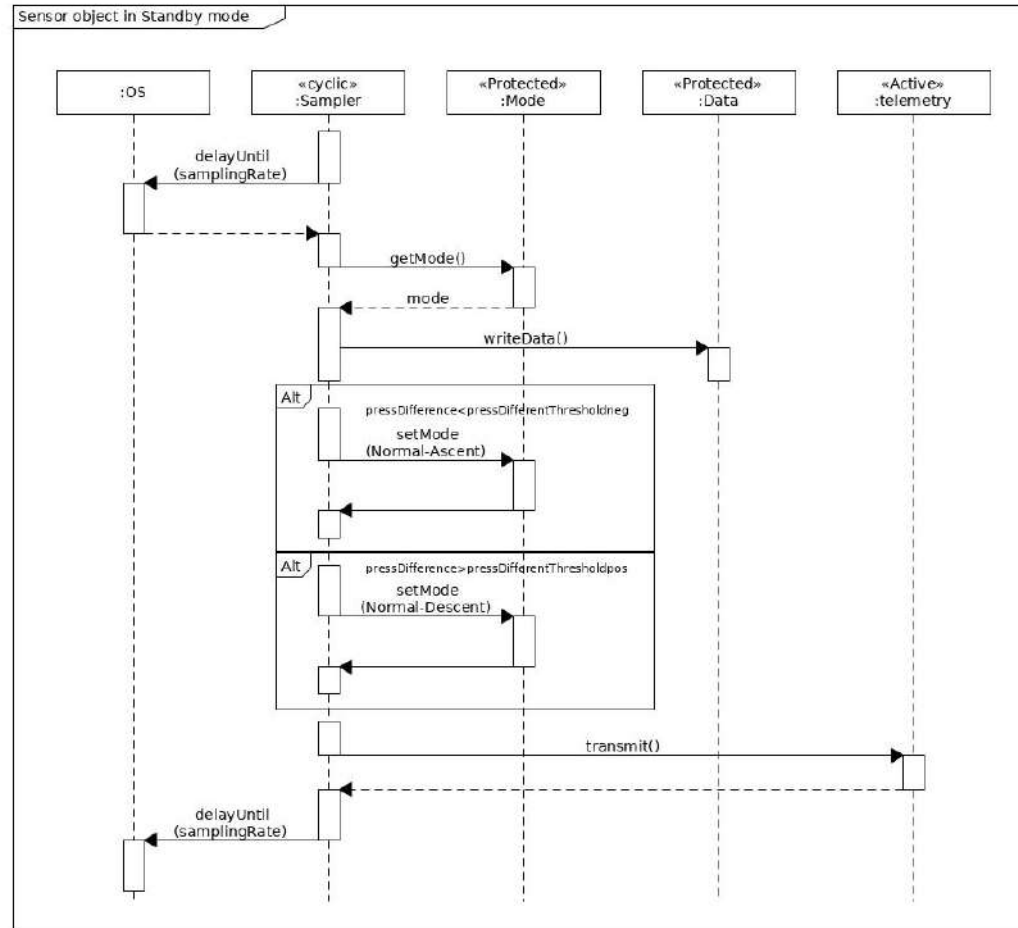 Sensor object in Standby mode
:OS
«cyclic»
:Sampler
«Protected»
:Mode
«Protected»
:Data
«Active»
:telemetry
delayUntil
(samplingRate)
getMode()
mode
writeData()
Alt
pressDifference<pressDifferentThresholdneg
setMode
(Normal-Ascent)
Alt
pressDifference>pressDifferentThresholdpos
setMode
(Normal-Descent)
transmit()
delayUntil
(samplingRate)